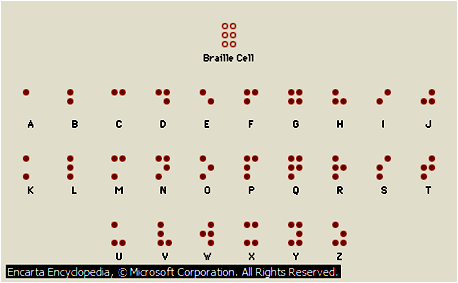 Braille Cell
A B C D E F G H I J
K L M N O P Q R S T
U V W X Y Z
Encarta Encyclopedia, © Microsoft Corporation. All Rights Reserved.